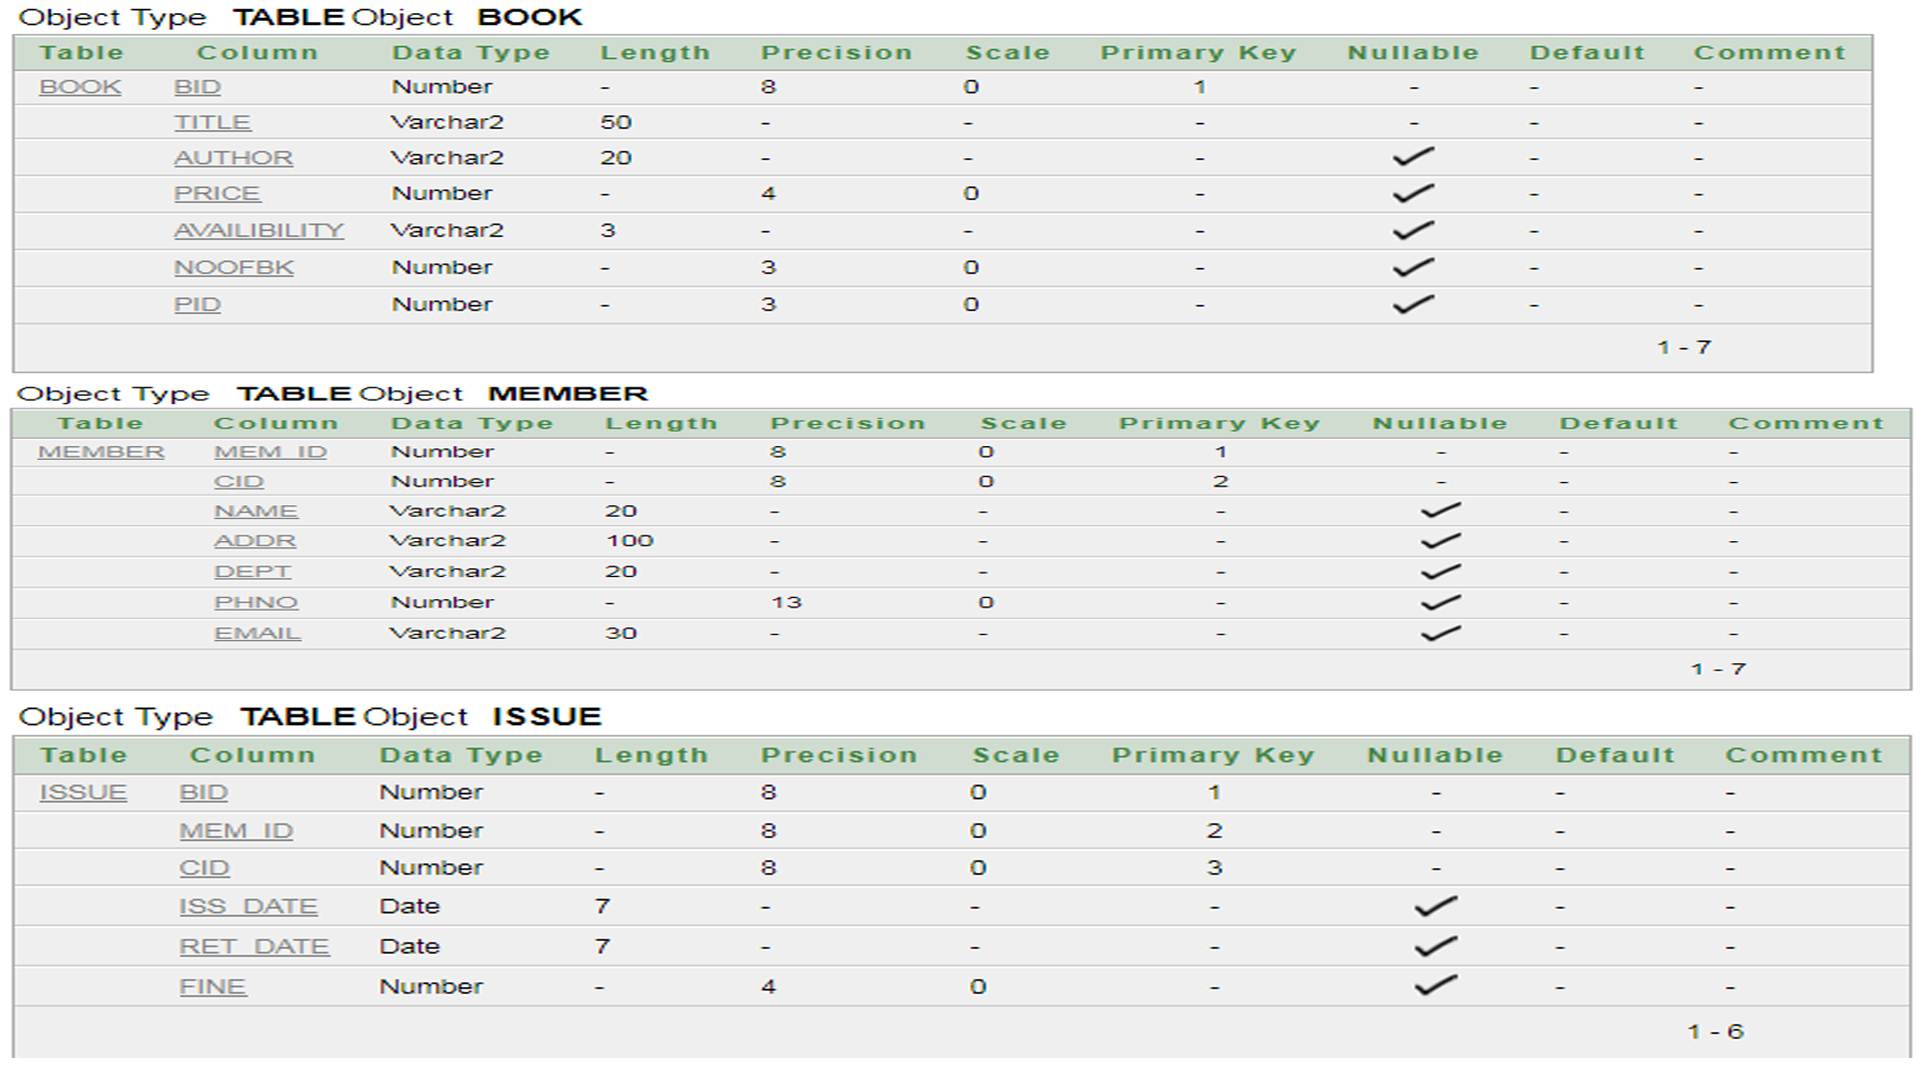 Object Type TABLE Object BOOK
Table Column Data Type Length Precision Scale Primary Key Nullable Default Comment
BOOK BID Number - 8 0 1 - - -
TITLE Varchar2 50 - - - - - -
AUTHOR Varchar2 20 - - - ✓ - -
PRICE Number - 4 0 - ✓ - -
AVAILIBILITY Varchar2 3 - - - ✓ - -
NOOFBK Number - 3 0 - ✓ - -
PID Number - 3 0 - ✓ - -
1 - 7
Object Type TABLE Object MEMBER
Table Column Data Type Length Precision Scale Primary Key Nullable Default Comment
MEMBER MEM_ID Number - 8 0 1 - - -
CID Number - 8 0 2 - - -
NAME Varchar2 20 - - - ✓ - -
ADDR Varchar2 100 - - - ✓ - -
DEPT Varchar2 20 - - - ✓ - -
PHNO Number - 13 0 - ✓ - -
EMAIL Varchar2 30 - - - ✓ - -
1 - 7
Object Type TABLE Object ISSUE
Table Column Data Type Length Precision Scale Primary Key Nullable Default Comment
ISSUE BID Number - 8 0 1 - - -
MEM_ID Number - 8 0 2 - - -
CID Number - 8 0 3 - - -
ISS_DATE Date 7 - - - ✓ - -
RET_DATE Date 7 - - - ✓ - -
FINE Number - 4 0 - ✓ - -
1 - 6